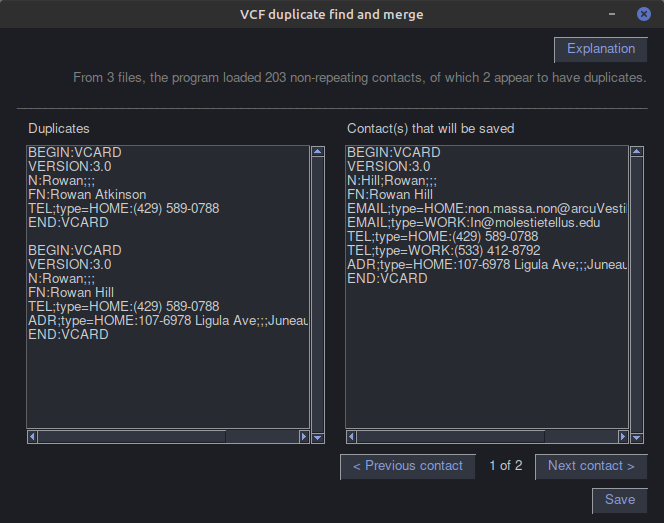 VCF duplicate find and merge
Explanation
From 3 files, the program loaded 203 non-repeating contacts, of which 2 appear to have duplicates.
Duplicates
BEGIN:VCARD
VERSION:3.0
N:Rowan;;;
FN:Rowan Atkinson
TEL;type=HOME:(429) 589-0788
END:VCARD
BEGIN:VCARD
VERSION:3.0
N:Rowan;;;
FN:Rowan Hill
TEL;type=HOME:(429) 589-0788
ADR;type=HOME:107-6978 Ligula Ave;;;Juneau
END:VCARD
Contact(s) that will be saved
BEGIN:VCARD
VERSION:3.0
N:Hill;Rowan;;;
FN:Rowan Hill
EMAIL;type=HOME:non.massa.non@arcuVesti
EMAIL;type=WORK:In@molestietellus.edu
TEL;type=HOME:(429) 589-0788
TEL;type=WORK:(533) 412-8792
ADR;type=HOME:107-6978 Ligula Ave;;;Juneau
END:VCARD
< Previous contact 1 of 2 Next contact >
Save